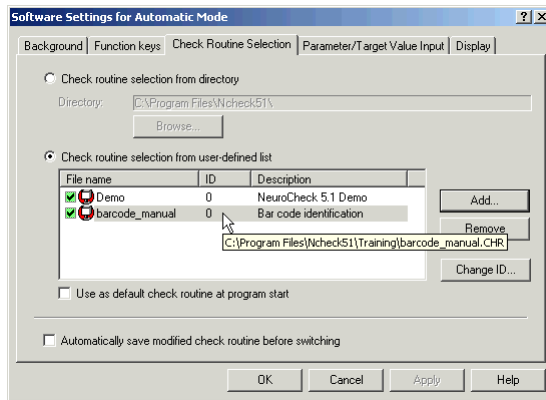 Software Settings for Automatic Mode
Background Function keys Check Routine Selection Parameter/Target Value Input Display
Check routine selection from directory
Directory: C:\Program Files\Ncheck51\
Browse...
Check routine selection from user-defined list
File name ID Description
Demo 0 NeuroCheck 5.1 Demo
Add...
barcode_manual 0 Bar code identification
Remove
C:\Program Files\Ncheck51\Training\barcode_manual.CHR
Change ID...
Use as default check routine at program start
Automatically save modified check routine before switching
OK Cancel Apply Help